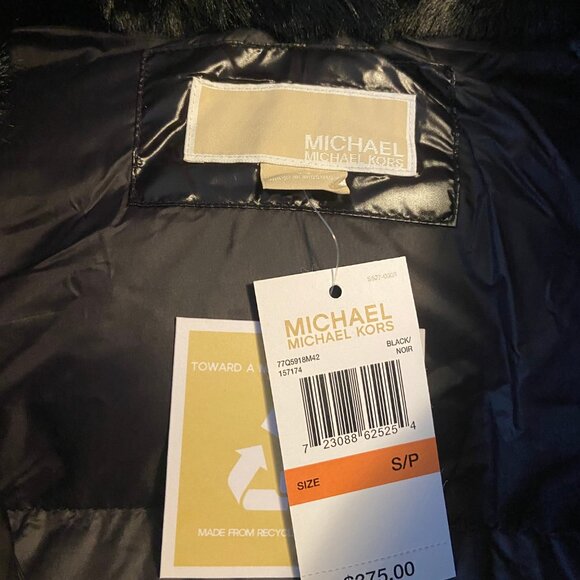 MICHAEL
MICHAEL KORS
MICHAEL
MICHAEL KORS
77Q5918M42
157174
BLACK/
NOIR
7 23088 62525 4
SIZE
S/P
$275.00
TOWARD A
MADE FROM